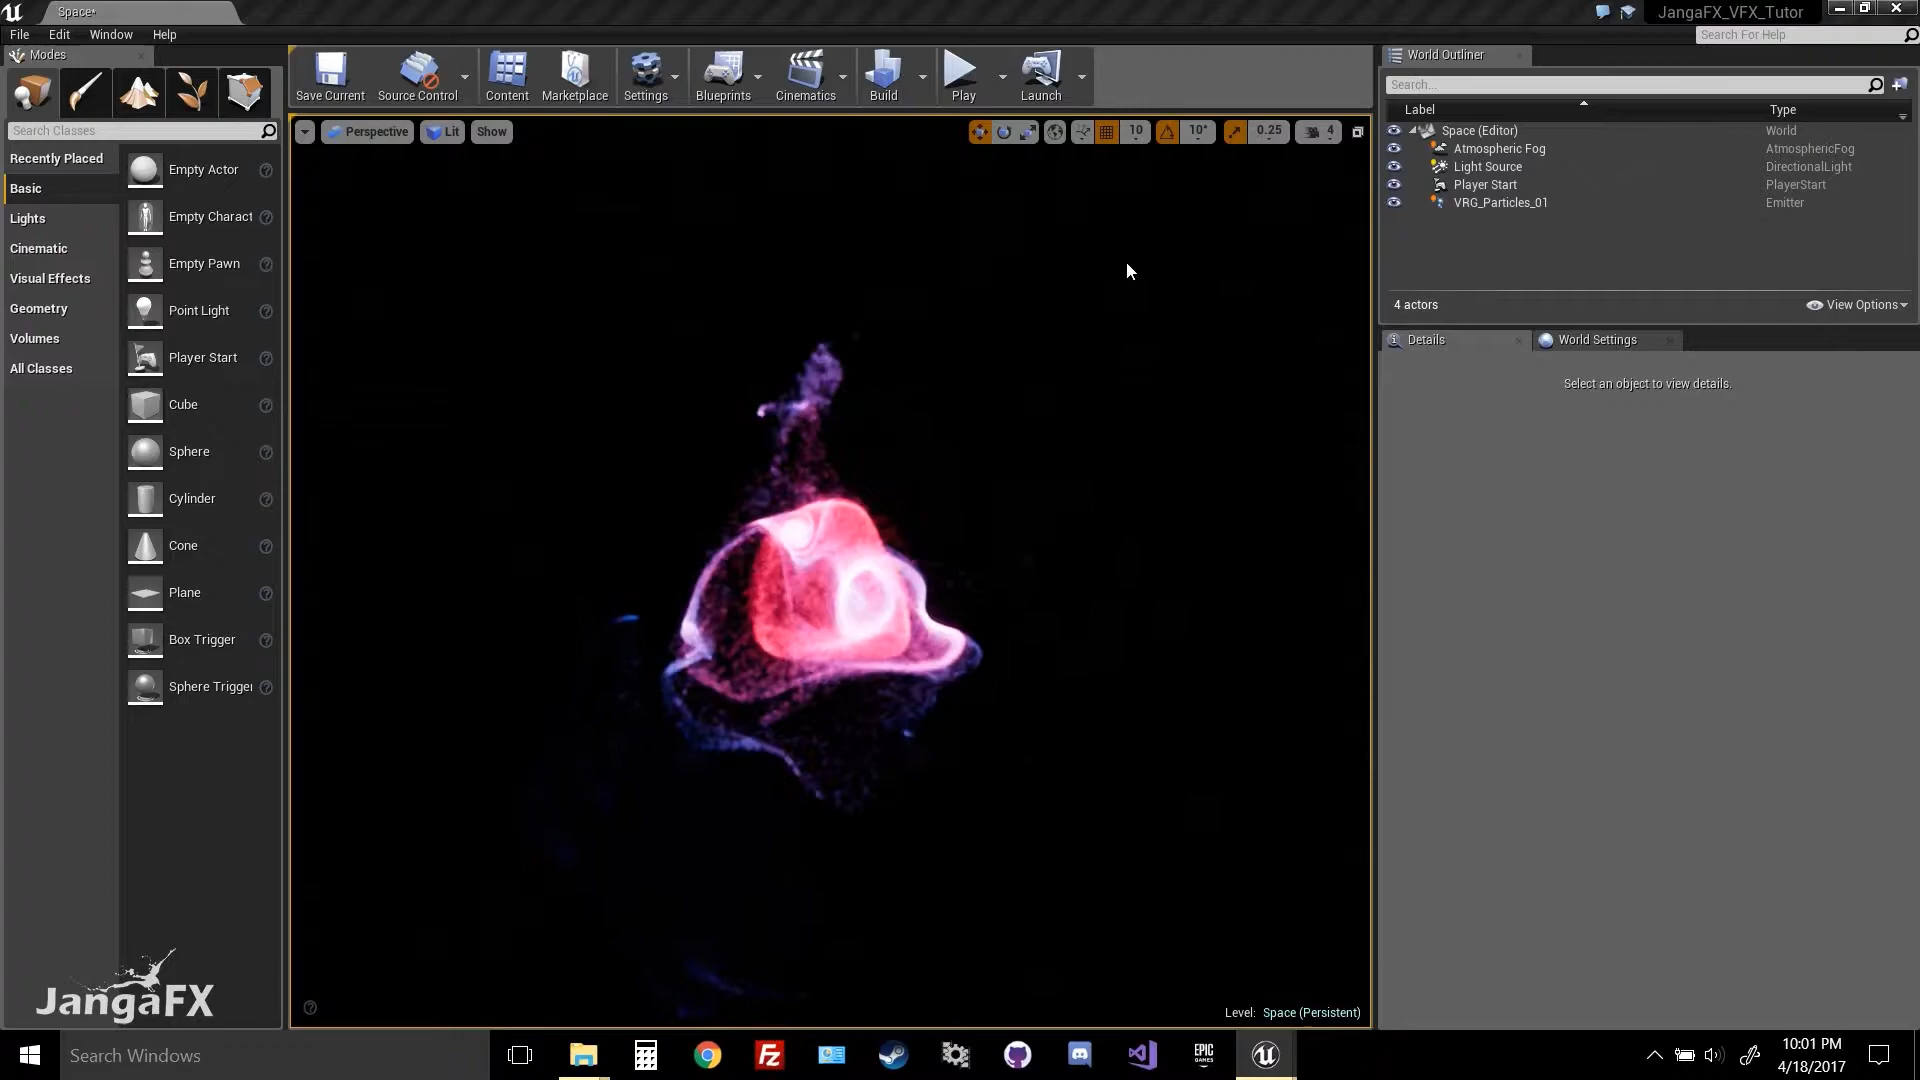 Space*
JangaFX_VFX_Tutor
File Edit Window Help
Search For Help
Modes
Search Classes
Recently Placed
Basic
Lights
Cinematic
Visual Effects
Geometry
Volumes
All Classes
Empty Actor
Empty Charact
Empty Pawn
Point Light
Player Start
Cube
Sphere
Cylinder
Cone
Plane
Box Trigger
Sphere Trigger
JangaFX
Save Current Source Control Content Marketplace Settings Blueprints Cinematics Build Play Launch
Perspective Lit Show
10 10° 0.25 4
Level: Space (Persistent)
World Outliner
Search...
Label Type
Space (Editor) World
Atmospheric Fog AtmosphericFog
Light Source DirectionalLight
Player Start PlayerStart
VRG_Particles_01 Emitter
4 actors View Options
Details World Settings
Select an object to view details.
Search Windows
EPIC
GAMES
10:01 PM
4/18/2017